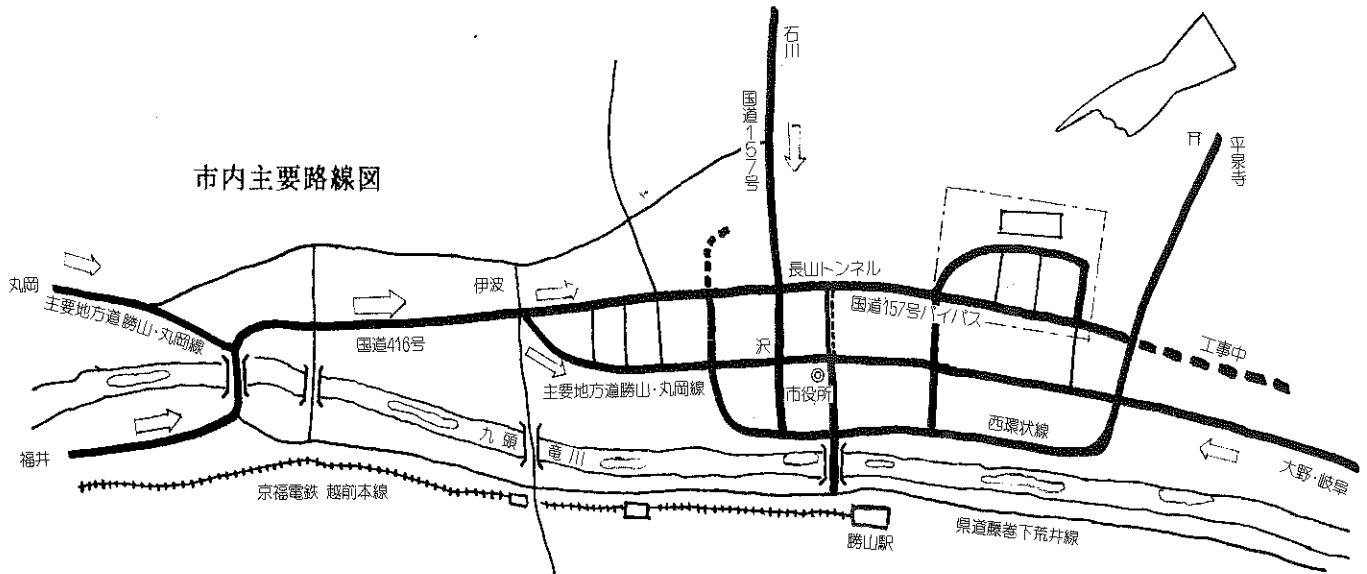 市内主要路線図
石川
国道157号
平泉寺
丸岡
主要地方道勝山・丸岡線
伊波
長山トンネル
国道157号バイパス
国道416号
工事中
沢
主要地方道勝山・丸岡線
市役所
西環状線
九頭竜川
福井
大野・岐阜
京福電鉄 越前本線
勝山駅
県道藤巻下荒井線